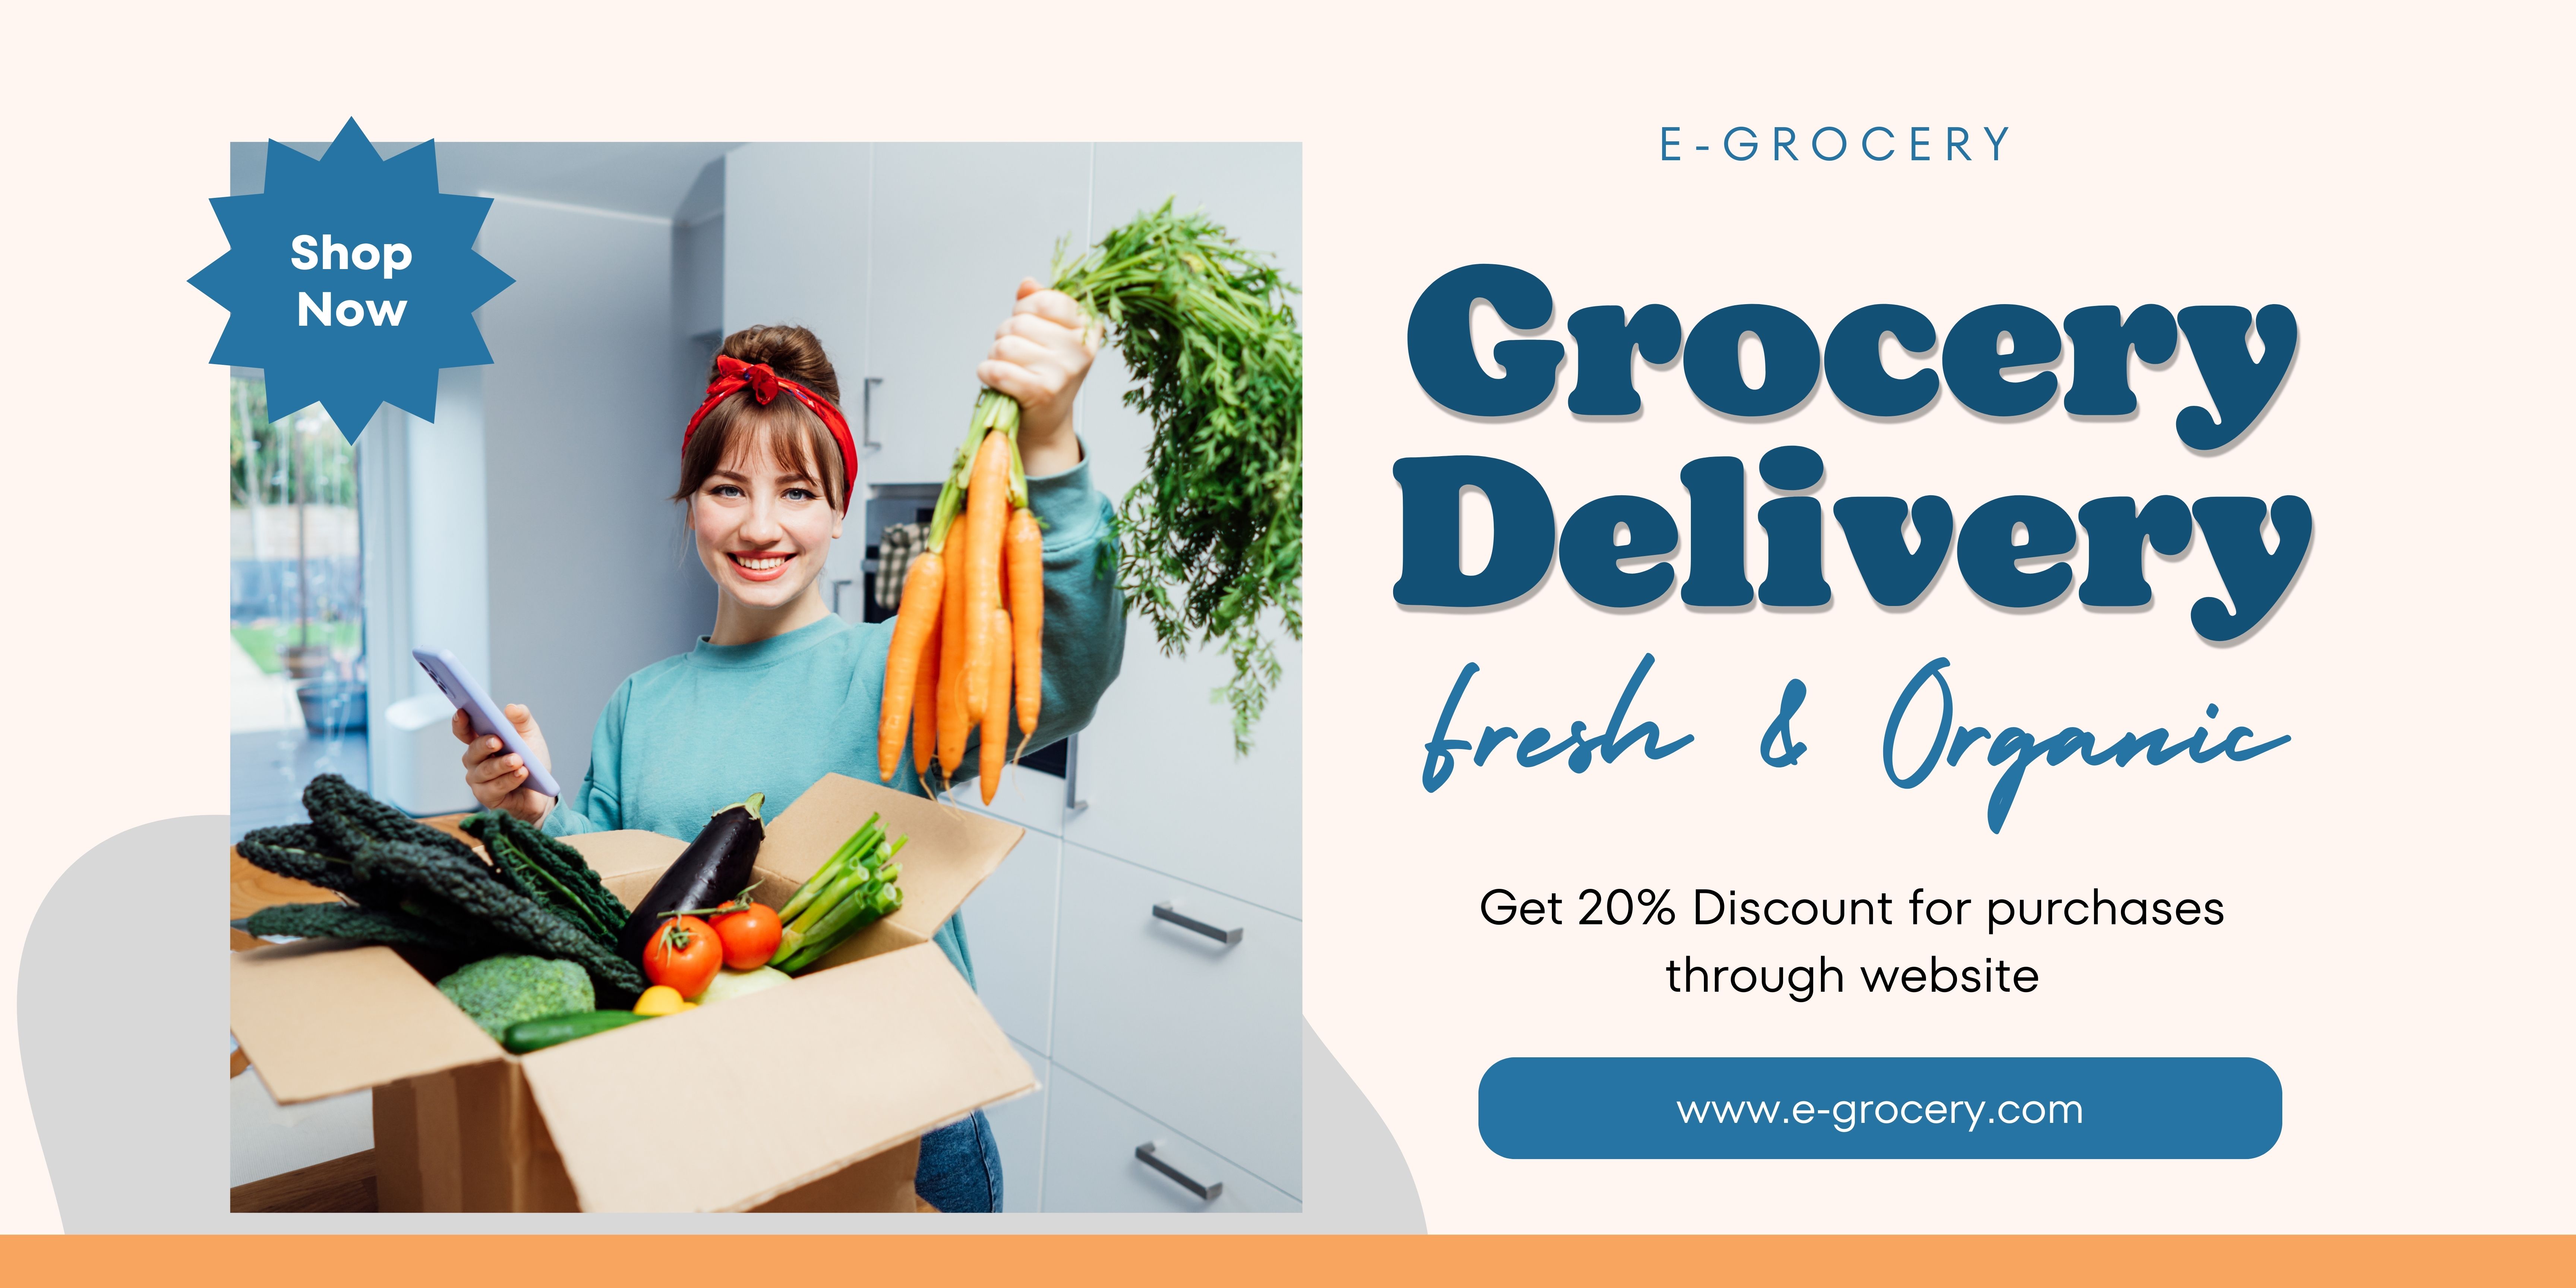 Shop
Now
E-GROCERY
Grocery
Delivery
fresh & Organic
Get 20% Discount for purchases
through website
www.e-grocery.com